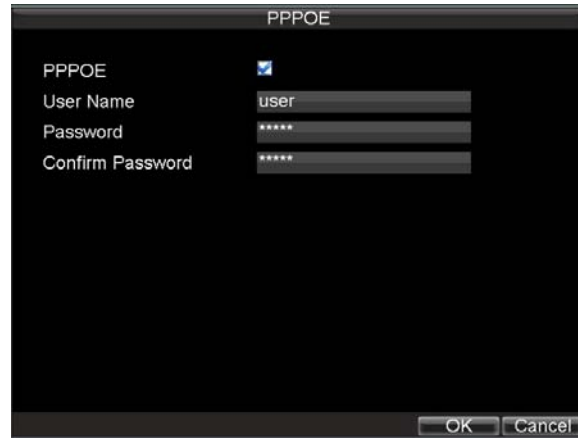 PPPOE
PPPOE
User Name user
Password *****
Confirm Password *****
OK Cancel